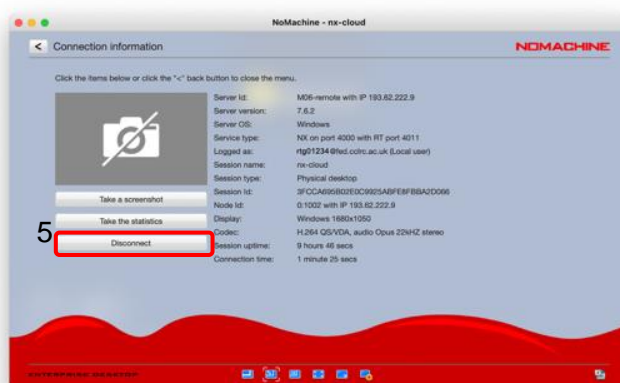 NoMachine - nx-cloud
< Connection information
NOMACHINE
Click the items below or click the "<" back button to close the menu.
Server Id: M06-remote with IP 193.62.222.9
Server version: 7.6.2
Server OS: Windows
Service type: NX on port 4000 with RT port 4011
Logged as: rtg01234@fed.cclrc.ac.uk (Local user)
Session name: nx-cloud
Session type: Physical desktop
Session Id: 3FCCA695B02E0C9925ABFE8FBBA2D066
Node Id: 0:1002 with IP 193.62.222.9
Display: Windows 1680x1050
Codec: H.264 QS/VDA, audio Opus 22kHZ stereo
Session uptime: 9 hours 46 secs
Connection time: 1 minute 25 secs
Take a screenshot
Take the statistics
5
Disconnect
ENTERPRISE DESKTOP